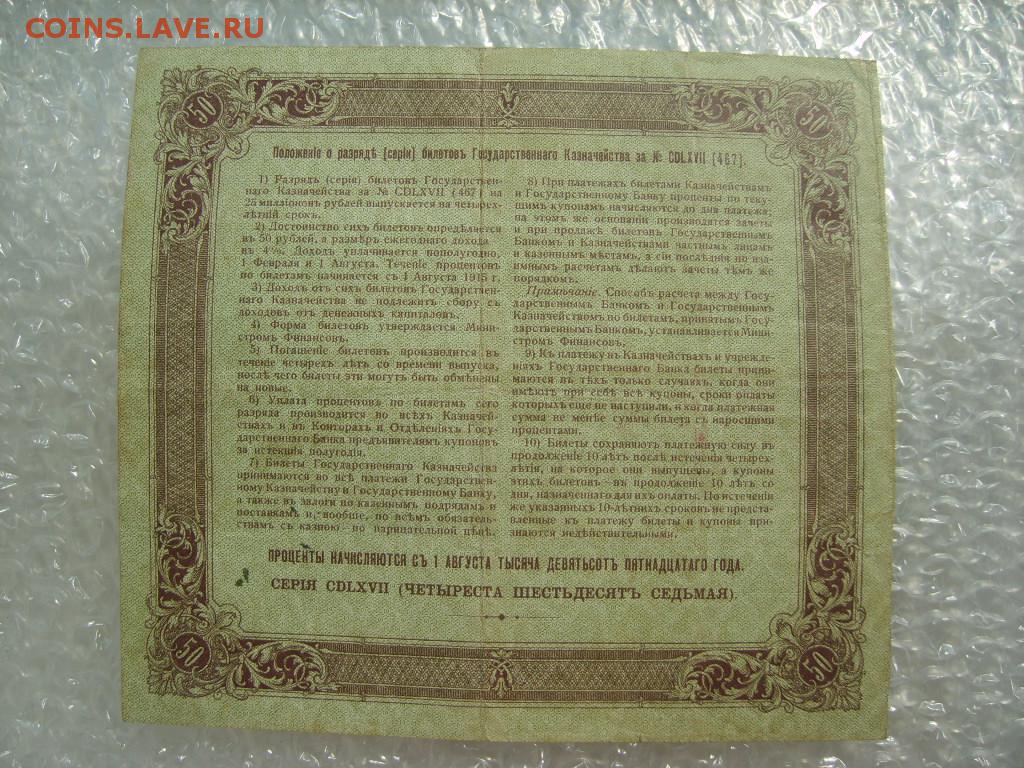 COINS.LAVE.RU
50
50
Положеніе о разрядѣ (серіи) билетовъ Государственнаго Казначейства за № CDLXVII (467).
1) Разрядъ (серія) билетовъ Государствен-
наго Казначейства за № CDLXVII (467) на
25 милліоновъ рублей выпускается на четырех-
лѣтній срокъ.
2) Достоинство сихъ билетовъ опредѣляется
въ 50 рублей, а размѣръ ежегоднаго дохода
въ 4%. Доходъ уплачивается пополугодно,
1 Февраля и 1 Августа. Теченіе процентовъ
по билетамъ начинается съ 1 Августа 1915 г.
3) Доходъ отъ сихъ билетовъ Государствен-
наго Казначейства не подлежитъ сбору съ
доходовъ отъ денежныхъ капиталовъ.
4) Форма билетовъ утверждается Мини-
стромъ Финансовъ.
5) Погашеніе билетовъ производится въ
теченіе четырехъ лѣтъ со времени выпуска,
послѣ чего билеты эти могутъ быть обмѣнены
на новые.
6) Уплата процентовъ по билетамъ сего
разряда производится во всѣхъ Казначей-
ствахъ и въ Конторахъ и Отдѣленіяхъ Госу-
дарственнаго Банка предъявителямъ купоновъ
за истекшія полугодія.
7) Билеты Государственнаго Казначейства
принимаются во всѣ платежи Государствен-
ному Казначейству и Государственному Банку,
а также въ залоги по казеннымъ подрядамъ и
поставкамъ и, вообще, по всѣмъ обязатель-
ствамъ съ казною - по нарицательной цѣнѣ.
8) При платежахъ билетами Казначействамъ
и Государственному Банку проценты по теку-
щимъ купонамъ начисляются до дня платежа;
на этомъ же основаніи производятся зачеты
и при продажѣ билетовъ Государственнымъ
Банкомъ и Казначействами частнымъ лицамъ
и казеннымъ мѣстамъ, а сіи послѣднія по вза-
имнымъ расчетамъ дѣлаютъ зачеты тѣмъ же
порядкомъ.
Примѣчаніе. Способъ расчета между Госу-
дарственнымъ Банкомъ и Государственнымъ
Казначействомъ по билетамъ, принятымъ Госу-
дарственнымъ Банкомъ, устанавливается Мини-
стромъ Финансовъ.
9) Къ платежу въ Казначействахъ и учрежде-
ніяхъ Государственнаго Банка билеты прини-
маются въ тѣхъ только случаяхъ, когда они
имѣютъ при себѣ всѣ купоны, сроки оплаты
которыхъ еще не наступили, и когда платежная
сумма не менѣе суммы билета съ наросшими
процентами.
10) Билеты сохраняютъ платежную силу въ
продолженіе 10 лѣтъ послѣ истеченія четырех-
лѣтія, на которое они выпущены, а купоны
этихъ билетовъ - въ продолженіе 10 лѣтъ со
дня, назначеннаго для ихъ оплаты. По истеченіи
же указанныхъ 10-лѣтнихъ сроковъ не предста-
вленные къ платежу билеты и купоны при-
знаются недѣйствительными.
ПРОЦЕНТЫ НАЧИСЛЯЮТСЯ СЪ 1 АВГУСТА ТЫСЯЧА ДЕВЯТЬСОТЪ ПЯТНАДЦАТАГО ГОДА.
СЕРІЯ CDLXVII (ЧЕТЫРЕСТА ШЕСТЬДЕСЯТЪ СЕДЬМАЯ).
50
50